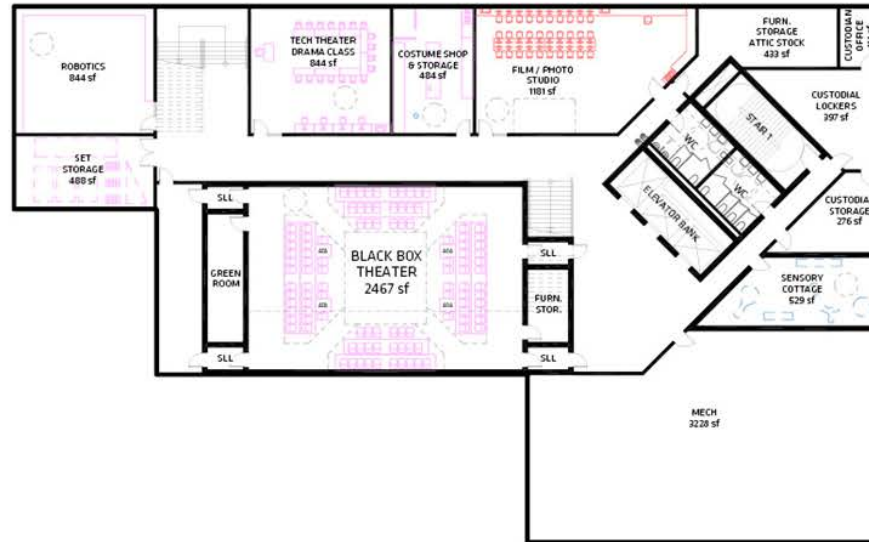 ROBOTICS
844 sf
TECH THEATER
DRAMA CLASS
844 sf
COSTUME SHOP
& STORAGE
484 sf
FILM / PHOTO
STUDIO
1181 sf
FURN.
STORAGE
ATTIC STOCK
433 sf
CUSTODIAN
OFFICE
CUSTODIAL
LOCKERS
397 sf
STAIR 1
WC
WC
ELEVATOR BANK
SET
STORAGE
488 sf
CUSTODIAL
STORAGE
276 sf
SLL
GREEN
ROOM
SLL
BLACK BOX
THEATER
2467 sf
SLL
FURN.
STOR.
SLL
SENSORY
COTTAGE
529 sf
MECH
3228 sf